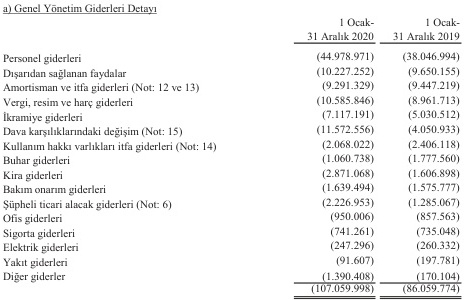 a) Genel Yönetim Giderleri Detayı
1 Ocak- 1 Ocak-
31 Aralık 2020 31 Aralık 2019
Personel giderleri (44.978.971) (38.046.994)
Dışarıdan sağlanan faydalar (10.227.252) (9.650.155)
Amortisman ve itfa giderleri (Not: 12 ve 13) (9.291.329) (9.447.219)
Vergi, resim ve harç giderleri (10.585.846) (8.961.713)
İkramiye giderleri (7.117.191) (5.030.512)
Dava karşılıklarındaki değişim (Not: 15) (11.572.556) (4.050.933)
Kullanım hakkı varlıkları itfa giderleri (Not: 14) (2.068.022) (2.406.118)
Buhar giderleri (1.060.738) (1.777.560)
Kira giderleri (2.871.068) (1.606.898)
Bakım onarım giderleri (1.639.494) (1.575.777)
Şüpheli ticari alacak giderleri (Not: 6) (2.226.953) (1.285.067)
Ofis giderleri (950.006) (857.563)
Sigorta giderleri (741.261) (735.048)
Elektrik giderleri (247.296) (260.332)
Yakıt giderleri (91.607) (197.781)
Diğer giderler (1.390.408) (170.104)
(107.059.998) (86.059.774)